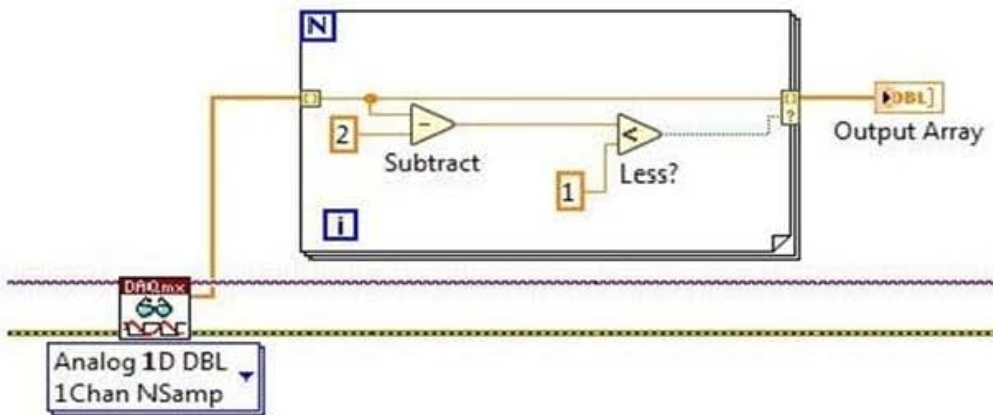 N
[]
2
-
Subtract
<
1
Less?
i
[]
?
DBL]
Output Array
DAQmx
Analog 1D DBL
1Chan NSamp